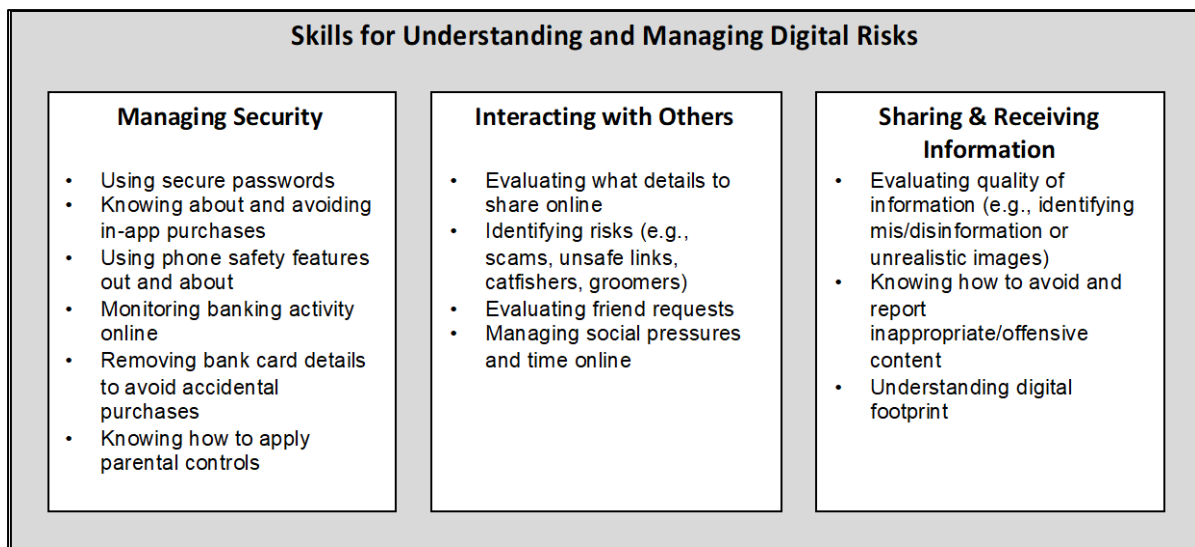 Skills for Understanding and Managing Digital Risks
Managing Security
• Using secure passwords
• Knowing about and avoiding
in-app purchases
• Using phone safety features
out and about
• Monitoring banking activity
online
• Removing bank card details
to avoid accidental
purchases
• Knowing how to apply
parental controls
Interacting with Others
• Evaluating what details to
share online
• Identifying risks (e.g.,
scams, unsafe links,
catfishers, groomers)
• Evaluating friend requests
• Managing social pressures
and time online
Sharing & Receiving
Information
• Evaluating quality of
information (e.g., identifying
mis/disinformation or
unrealistic images)
• Knowing how to avoid and
report
inappropriate/offensive
content
• Understanding digital
footprint